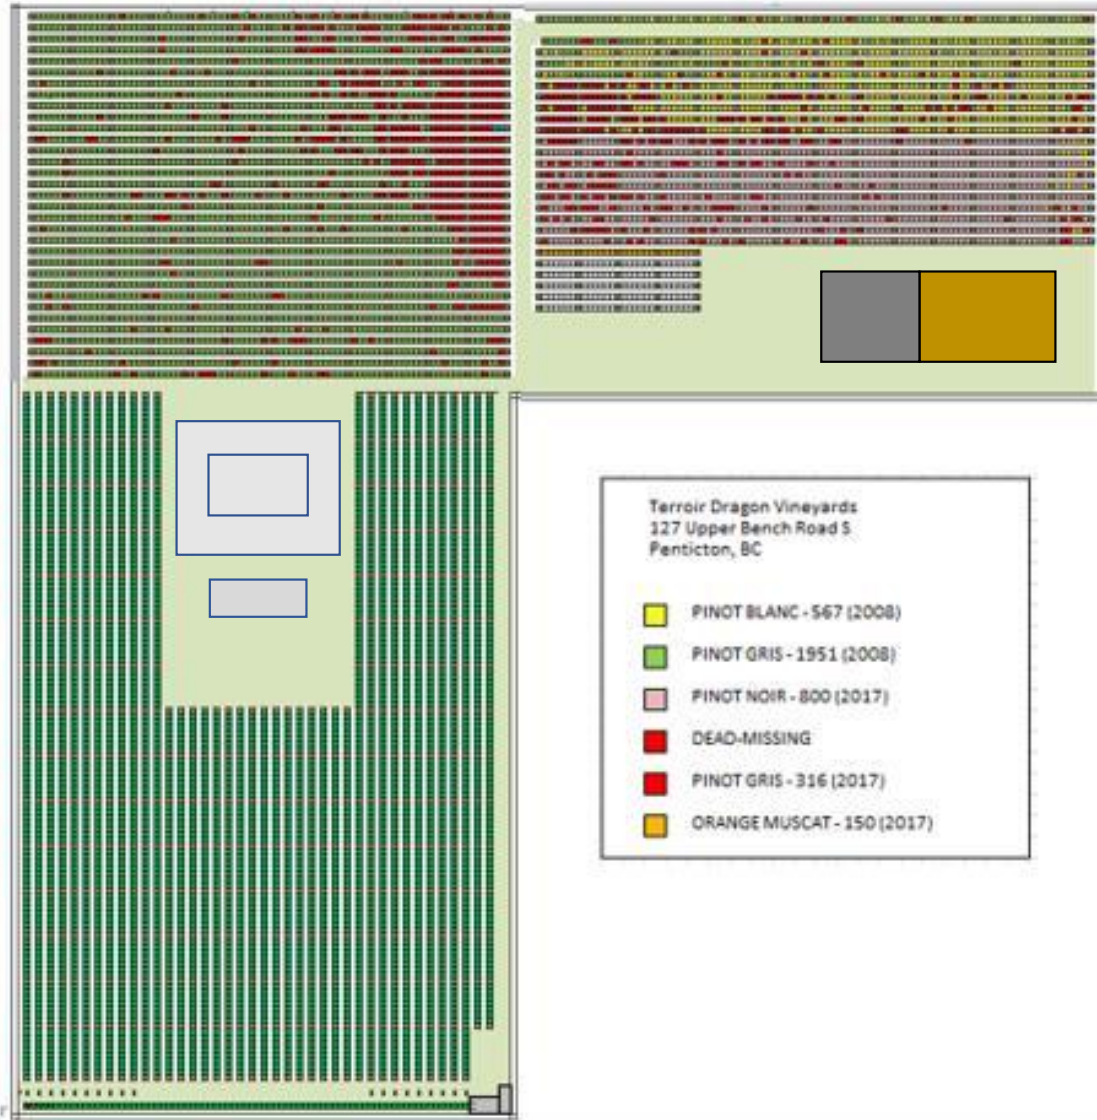 Terroir Dragon Vineyards
127 Upper Bench Road S
Penticton, BC
PINOT BLANC - 567 (2008)
PINOT GRIS - 1951 (2008)
PINOT NOIR - 800 (2017)
DEAD-MISSING
PINOT GRIS - 316 (2017)
ORANGE MUSCAT - 150 (2017)
r